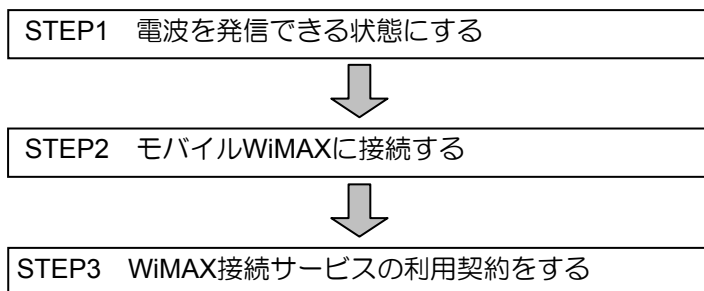 STEP1 電波を発信できる状態にする
STEP2 モバイルWiMAXに接続する
STEP3 WiMAX接続サービスの利用契約をする